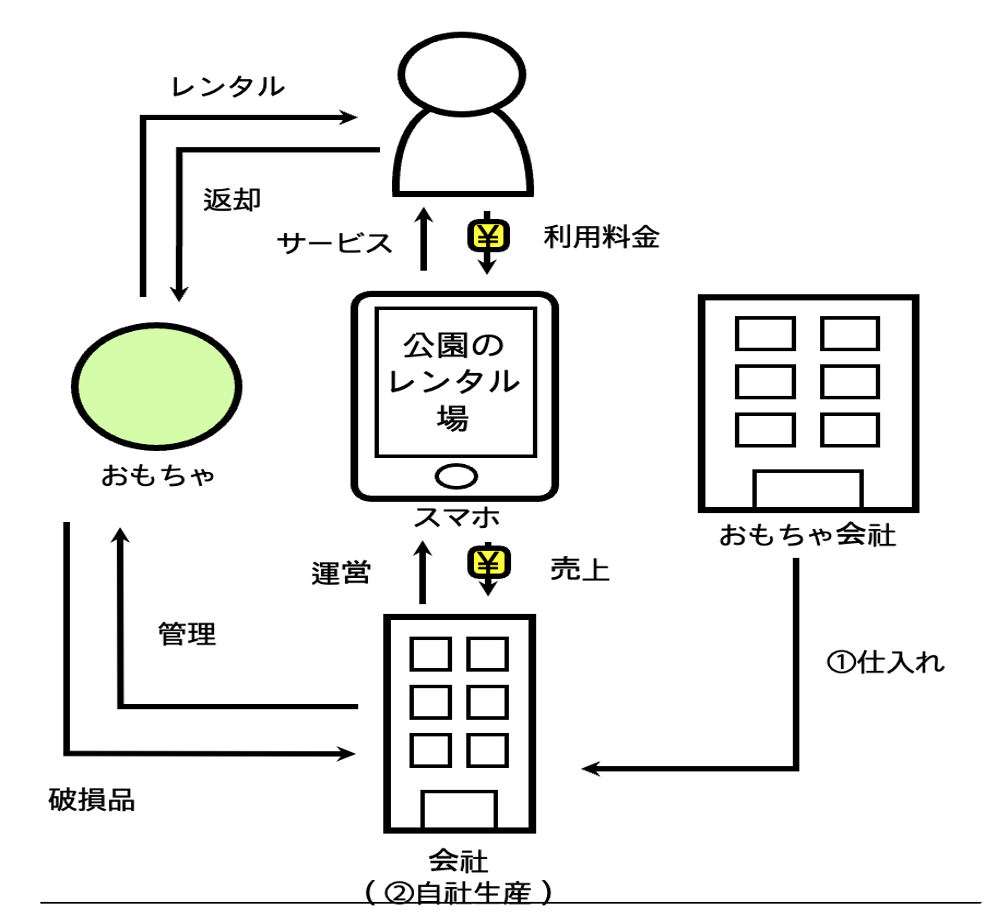 レンタル
返却
サービス
¥
利用料金
公園の
レンタル
場
おもちゃ
スマホ
おもちゃ会社
運営
¥
売上
管理
①仕入れ
破損品
会社
(②自社生産)